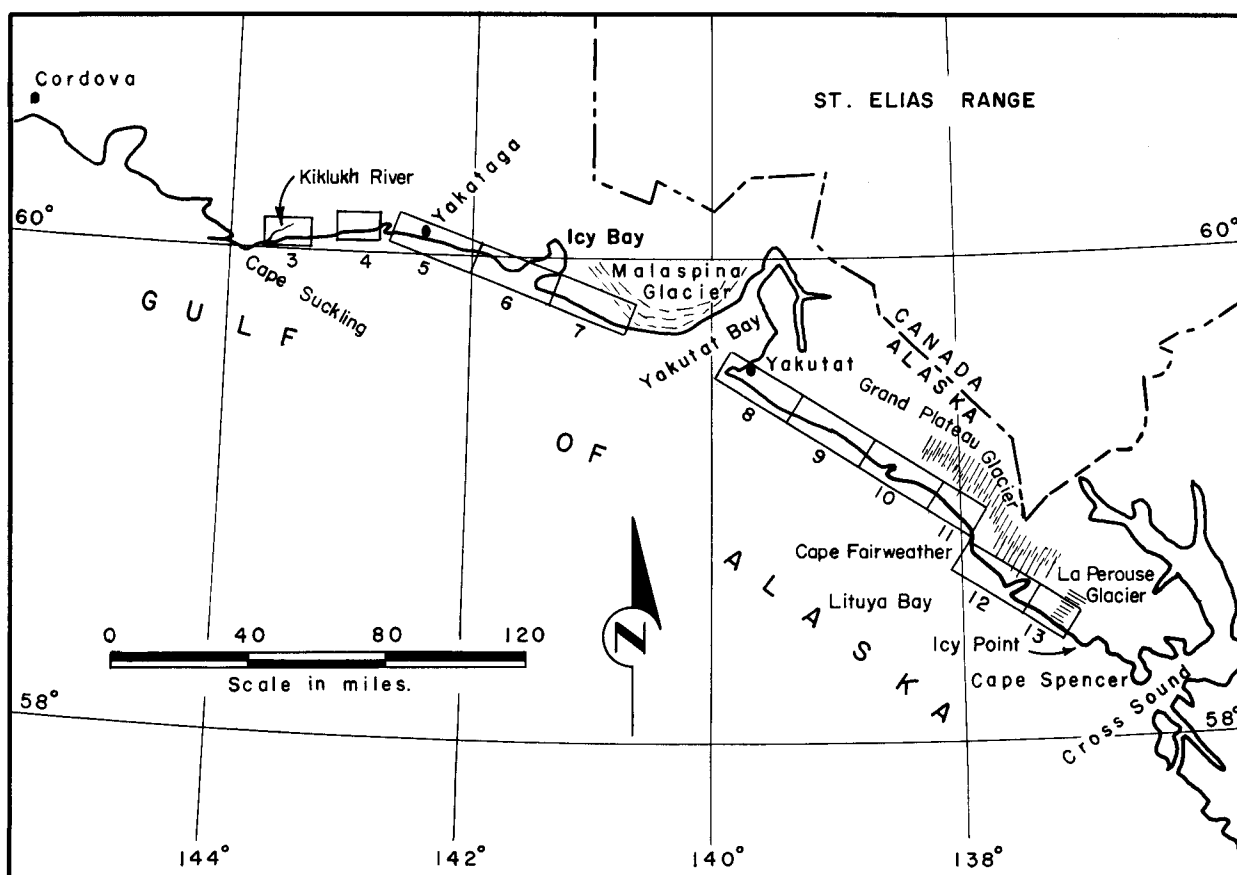 Cordova
ST. ELIAS RANGE
Kiklukh River
Yakataga
60°
60°
Icy Bay
3
4
5
6
7
Cape Suckling
Malaspina
Glacier
GULF
Yakutat Bay
CANADA
ALASKA
Yakutat
Grand Plateau Glacier
8
9
10
11
OF
Cape Fairweather
La Perouse
Glacier
Lituya Bay
12
13
ALASKA
Icy Point
Cape Spencer
Cross Sound
0 40 80 120
Scale in miles.
N
58°
58°
144° 142° 140° 138°